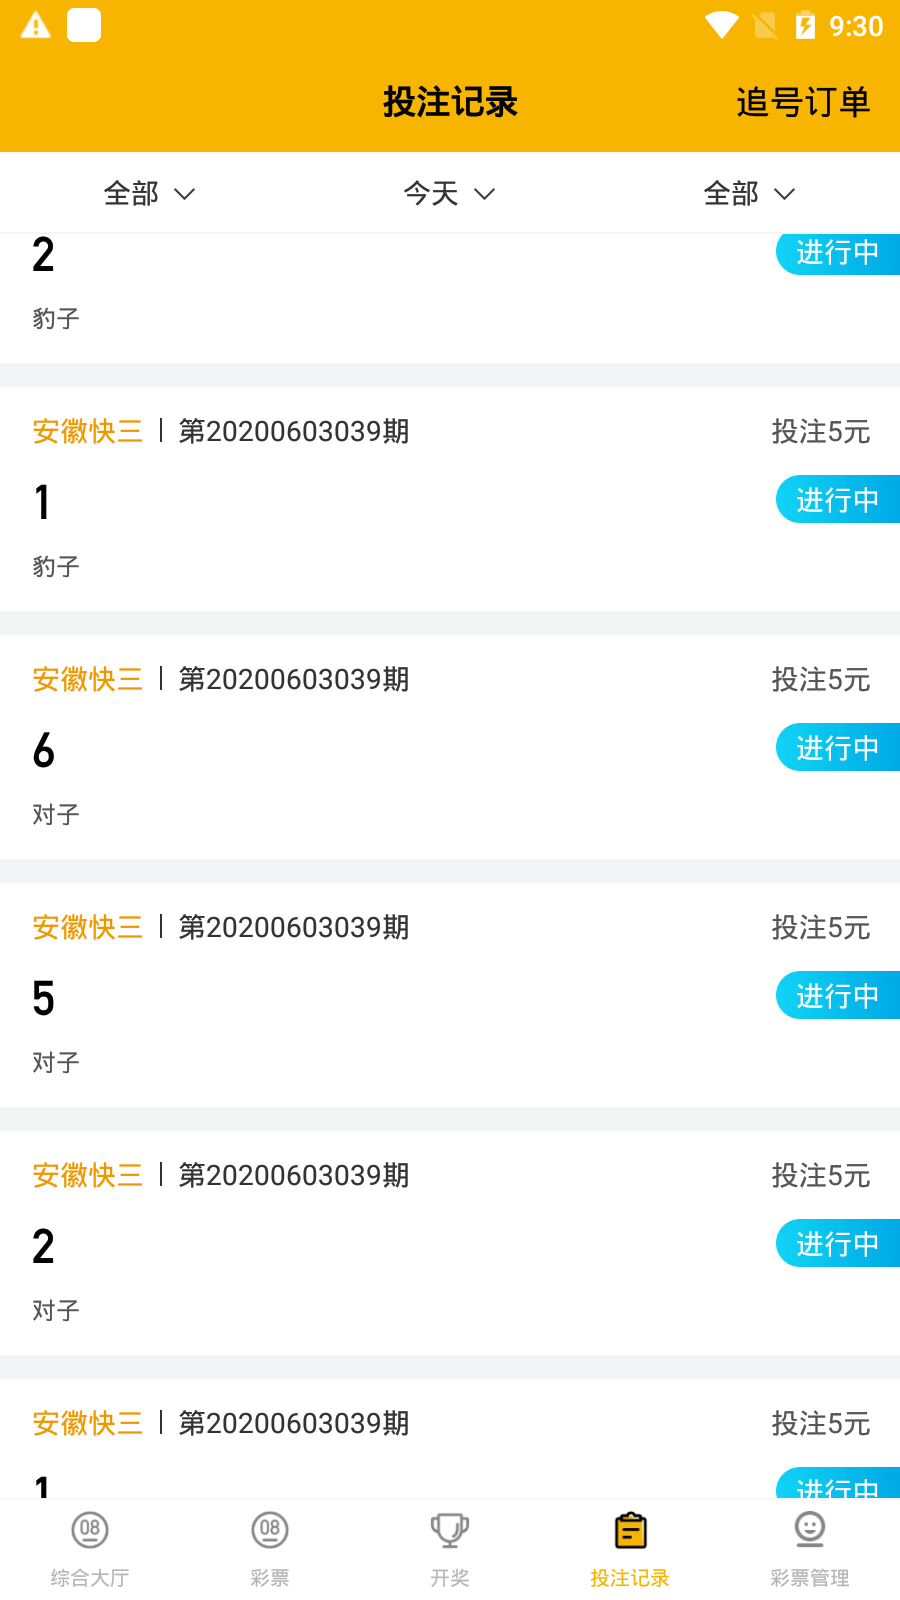 9:30
投注记录 追号订单
全部 今天 全部
2 进行中
豹子
安徽快三 | 第20200603039期 投注5元
1 进行中
豹子
安徽快三 | 第20200603039期 投注5元
6 进行中
对子
安徽快三 | 第20200603039期 投注5元
5 进行中
对子
安徽快三 | 第20200603039期 投注5元
2 进行中
对子
安徽快三 | 第20200603039期 投注5元
1 进行中
08 08
综合大厅 彩票 开奖 投注记录 彩票管理